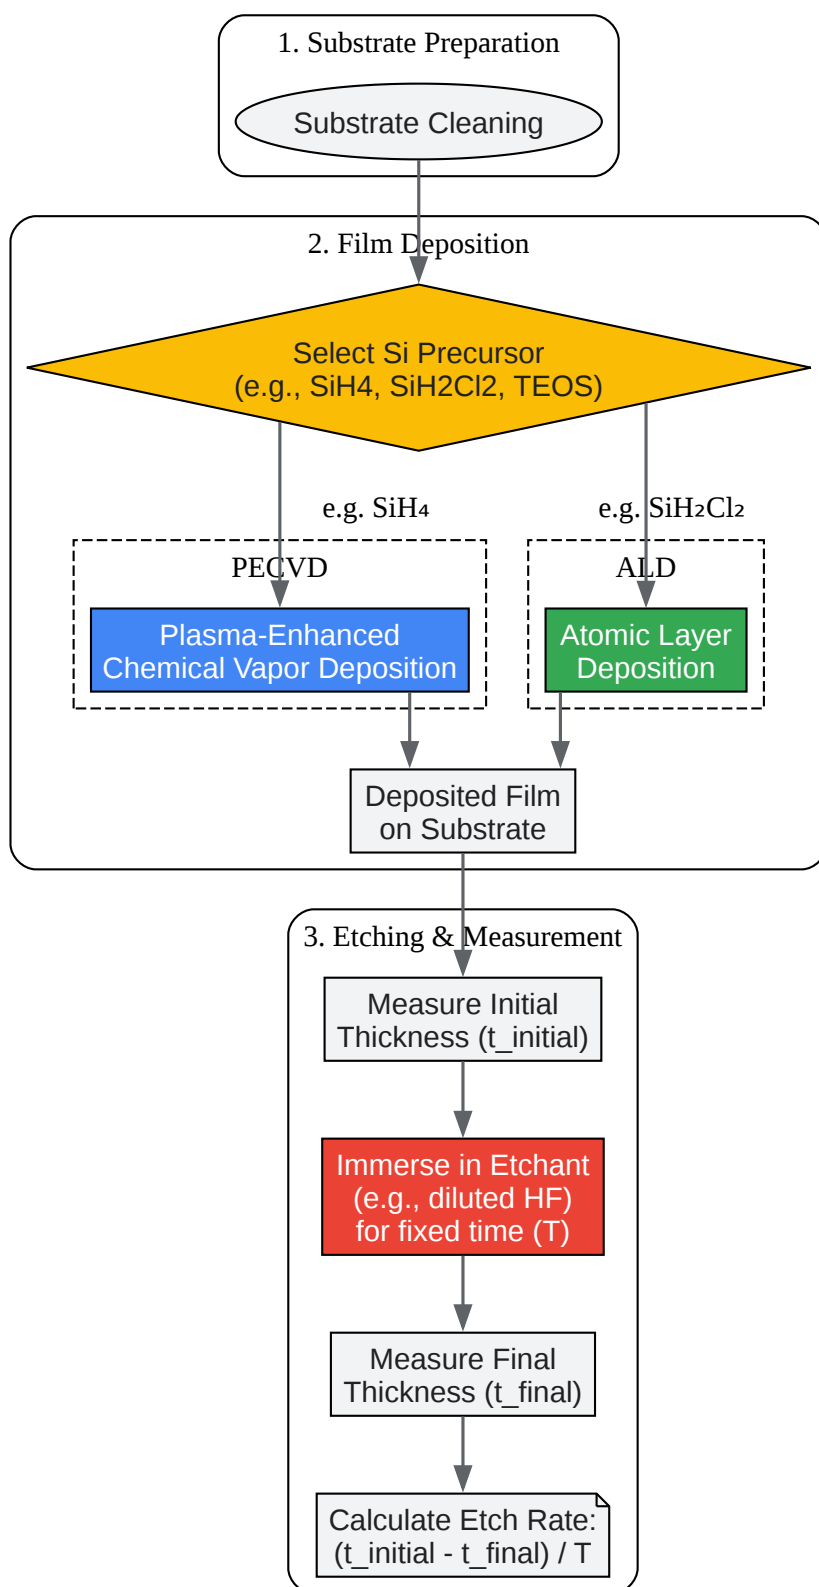 1. Substrate Preparation
Substrate Cleaning
2. Film Deposition
Select Si Precursor
(e.g., SiH4, SiH2Cl2, TEOS)
e.g. SiH₄
e.g. SiH₂Cl₂
PECVD
ALD
Plasma-Enhanced
Chemical Vapor Deposition
Atomic Layer
Deposition
Deposited Film
on Substrate
3. Etching & Measurement
Measure Initial
Thickness (t_initial)
Immerse in Etchant
(e.g., diluted HF)
for fixed time (T)
Measure Final
Thickness (t_final)
Calculate Etch Rate:
(t_initial - t_final) / T